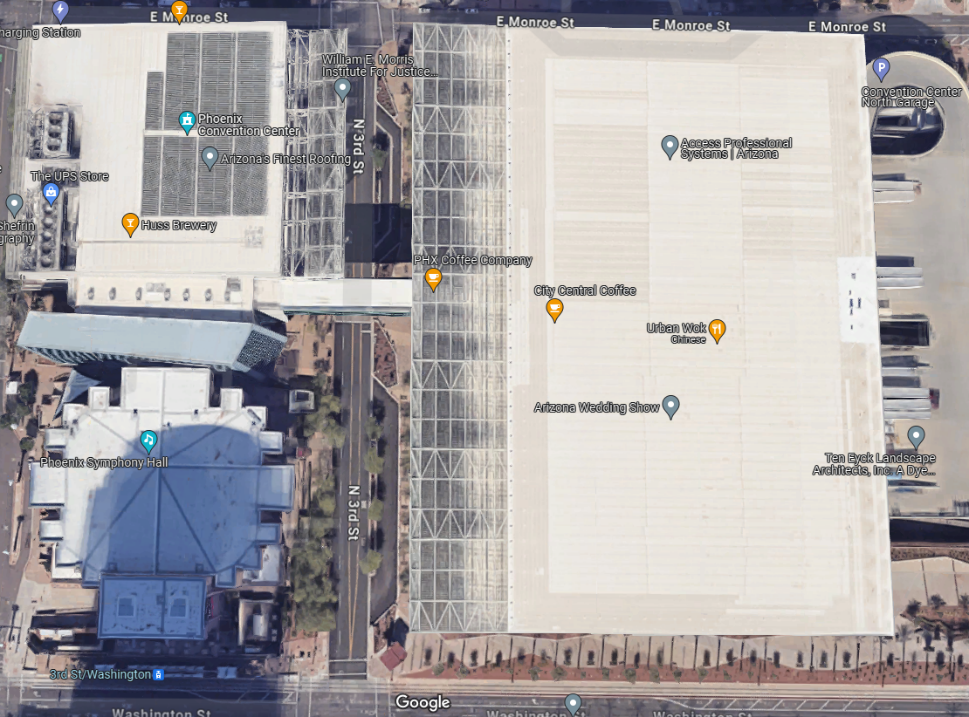 E Monroe St
E Monroe St
E Monroe St
E Monroe St
harging Station
William E. Morris
Institute For Justice...
Convention Center
North Garage
Phoenix
Convention Center
N 3rd St
Access Professional
Systems | Arizona
Arizona's Finest Roofing
The UPS Store
shefrin
graphy
Huss Brewery
PHX Coffee Company
City Central Coffee
Urban Wok
Chinese
Arizona Wedding Show
Phoenix Symphony Hall
Ten Eyck Landscape
Architects, Inc: A Dye...
N 3rd St
3rd St/Washington
Google
Washington St
Washington St
Washington St
P